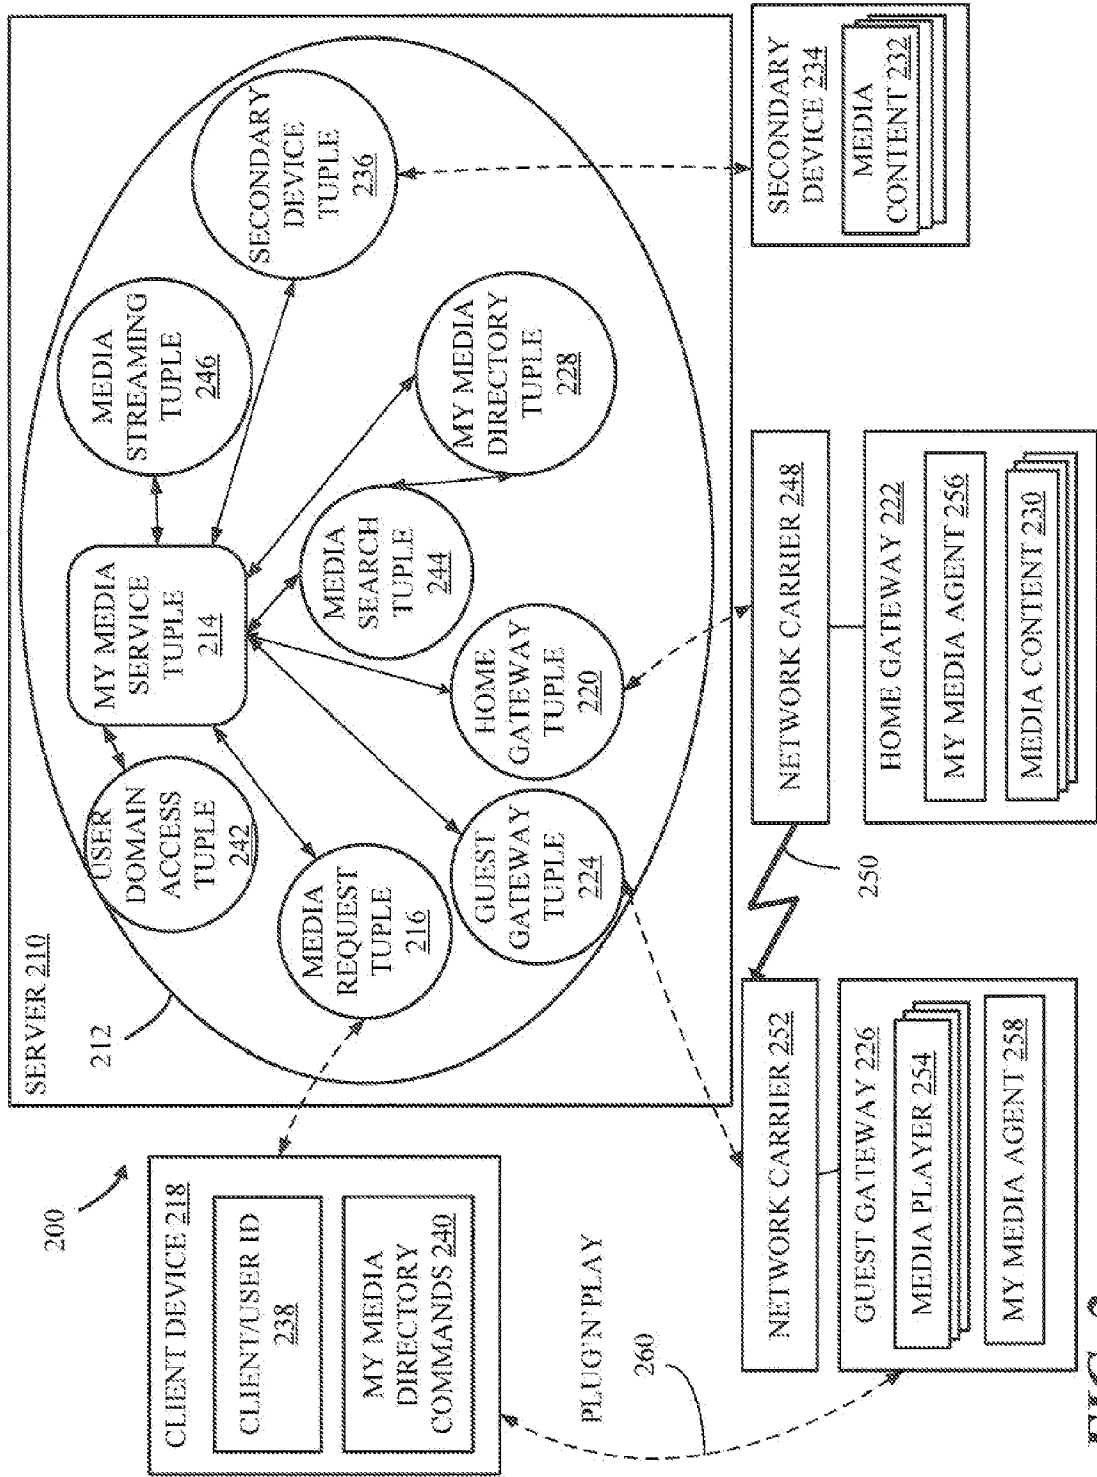 200
SERVER 210
212
USER
DOMAIN
ACCESS
TUPLE
242
MY MEDIA
SERVICE
TUPLE
214
MEDIA
STREAMING
TUPLE
246
SECONDARY
DEVICE
TUPLE
236
MEDIA
REQUEST
TUPLE
216
MEDIA
SEARCH
TUPLE
244
MY MEDIA
DIRECTORY
TUPLE
228
GUEST
GATEWAY
TUPLE
224
HOME
GATEWAY
TUPLE
220
CLIENT DEVICE 218
CLIENT/USER ID
238
MY MEDIA
DIRECTORY
COMMANDS 240
PLUG'N'PLAY
260
NETWORK CARRIER 252
GUEST GATEWAY 226
MEDIA PLAYER 254
MY MEDIA AGENT 258
250
NETWORK CARRIER 248
HOME GATEWAY 222
MY MEDIA AGENT 256
MEDIA CONTENT 230
SECONDARY
DEVICE 234
MEDIA
CONTENT 232